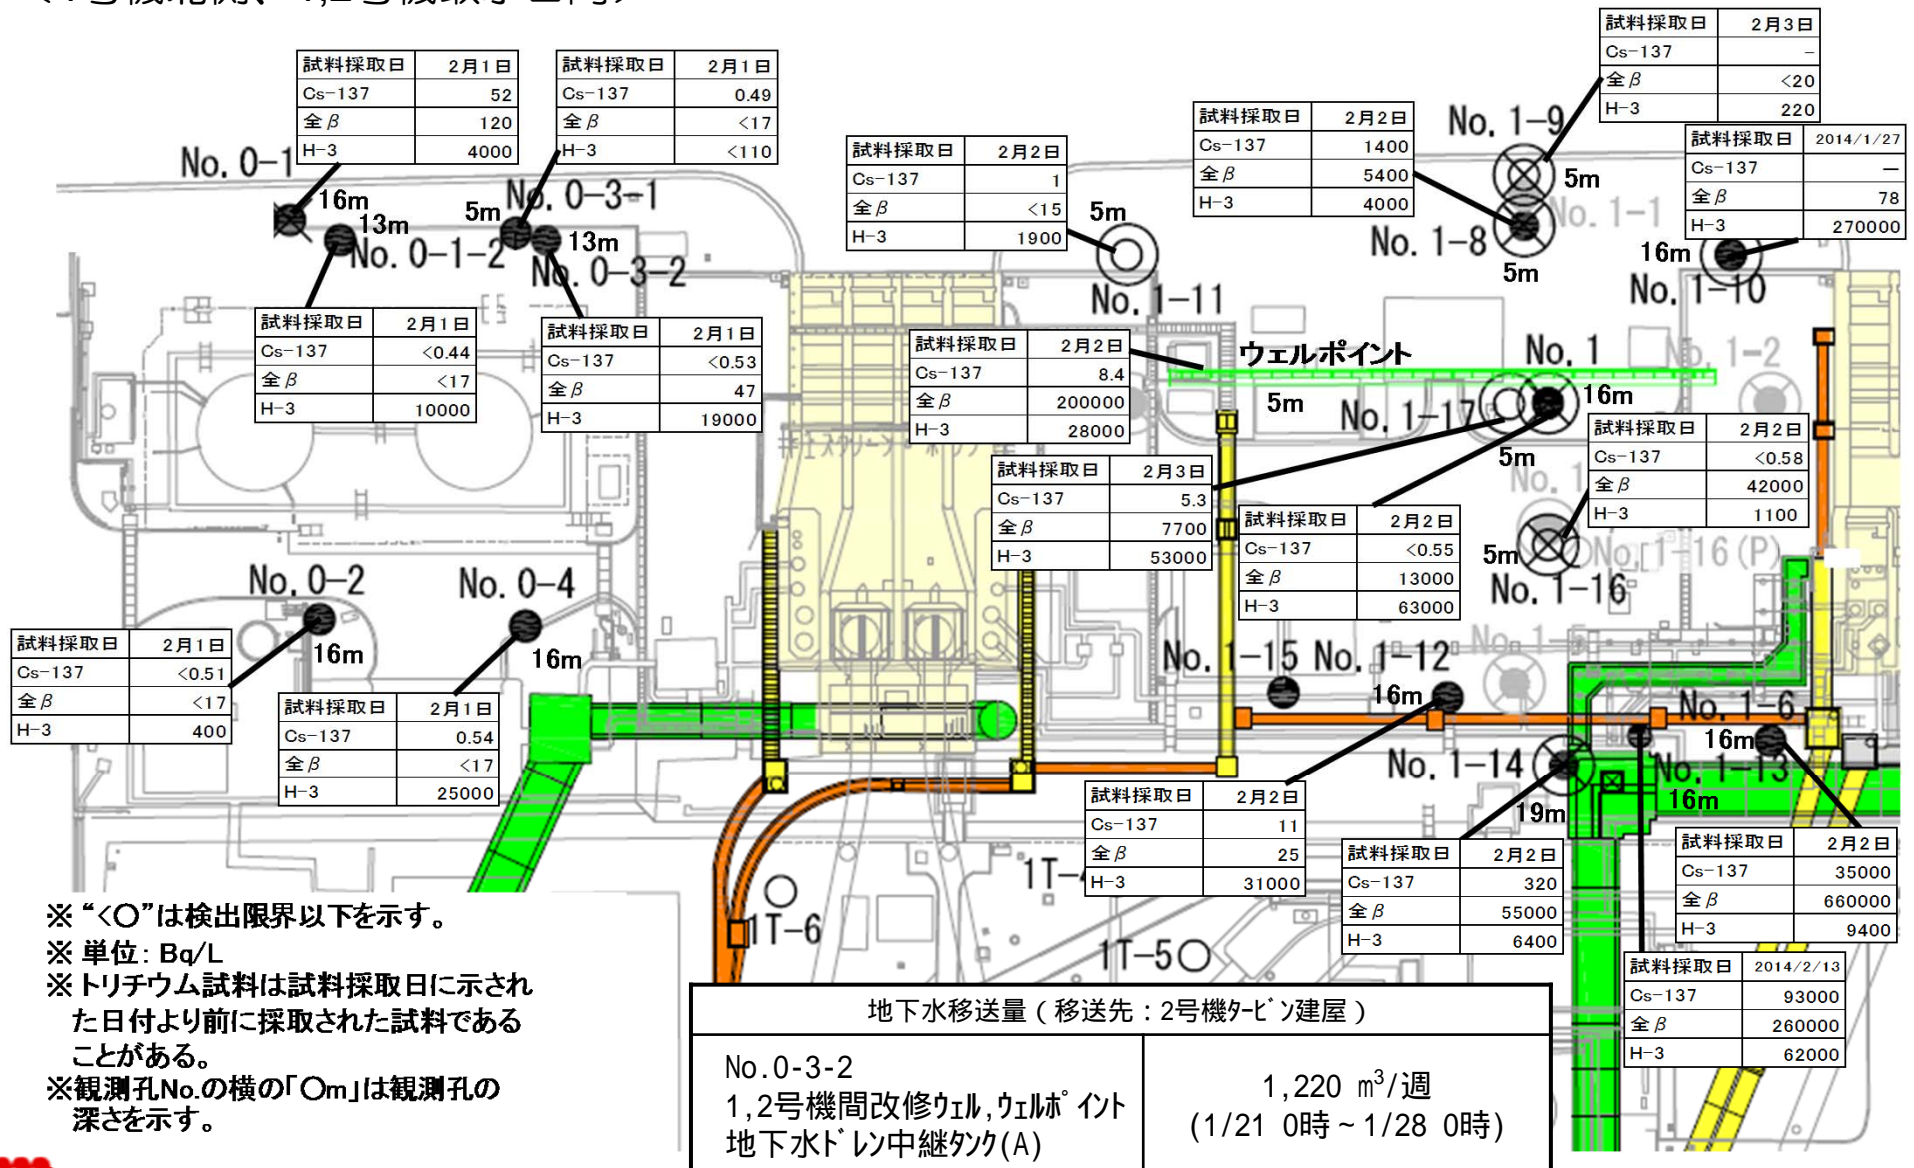 試料採取日 2月3日
Cs-137 -
全β <20
H-3 220
試料採取日 2月1日
Cs-137 52
全β 120
H-3 4000
試料採取日 2月1日
Cs-137 0.49
全β <17
H-3 <110
試料採取日 2月2日
Cs-137 1
全β <15
H-3 1900
試料採取日 2月2日
Cs-137 1400
全β 5400
H-3 4000
試料採取日 2014/1/27
Cs-137 —
全β 78
H-3 270000
No. 0-1
16m
13m
No. 0-1-2
5m
No. 0-3-1
13m
No. 0-3-2
5m
No. 1-11
No. 1-9
5m
No. 1-1
No. 1-8
5m
16m
No. 1-10
試料採取日 2月1日
Cs-137 <0.44
全β <17
H-3 10000
試料採取日 2月1日
Cs-137 <0.53
全β 47
H-3 19000
試料採取日 2月2日
Cs-137 8.4
全β 200000
H-3 28000
ウェルポイント
5m
No. 1
16m
No. 1-2
No. 1-17
5m
試料採取日 2月2日
Cs-137 <0.58
全β 42000
H-3 1100
試料採取日 2月3日
Cs-137 5.3
全β 7700
H-3 53000
試料採取日 2月2日
Cs-137 <0.55
全β 13000
H-3 63000
5m
No. 1-16(P)
No. 1-16
No. 0-2
16m
No. 0-4
16m
試料採取日 2月1日
Cs-137 <0.51
全β <17
H-3 400
試料採取日 2月1日
Cs-137 0.54
全β <17
H-3 25000
No. 1-15
No. 1-12
16m
No. 1-5
No. 1-6
16m
No. 1-14
19m
No. 1-13
16m
試料採取日 2月2日
Cs-137 11
全β 25
H-3 31000
試料採取日 2月2日
Cs-137 320
全β 55000
H-3 6400
試料採取日 2月2日
Cs-137 35000
全β 660000
H-3 9400
試料採取日 2014/2/13
Cs-137 93000
全β 260000
H-3 62000
1T-6
1T-5
※ “<〇”は検出限界以下を示す。
※ 単位: Bq/L
※ トリチウム試料は試料採取日に示され
た日付より前に採取された試料である
ことがある。
※観測孔No.の横の「〇m」は観測孔の
深さを示す。
地下水移送量(移送先:2号機ﾀｰﾋﾞﾝ建屋)
No.0-3-2
1,2号機間改修ｳｪﾙ,ｳｪﾙﾎﾟｲﾝﾄ
地下水ﾄﾞﾚﾝ中継ﾀﾝｸ(A)
1,220 m³/週
(1/21 0時~1/28 0時)